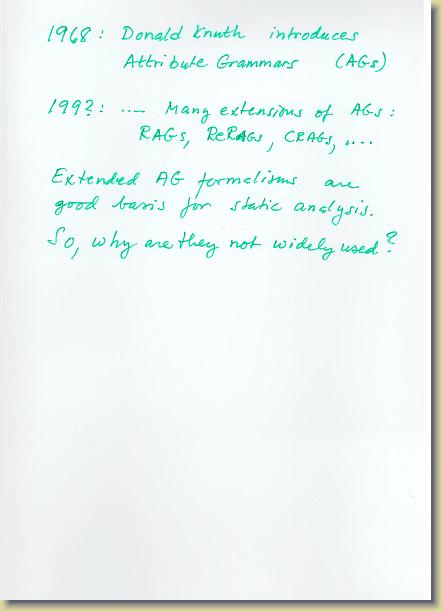 1968: Donald Knuth introduces
Attribute Grammars (AGs)
199?: .... Many extensions of AGs:
RAGs, ReRAGs, CRAGs, ....
Extended AG formalisms are
good basis for static analysis.
So, why are they not widely used?